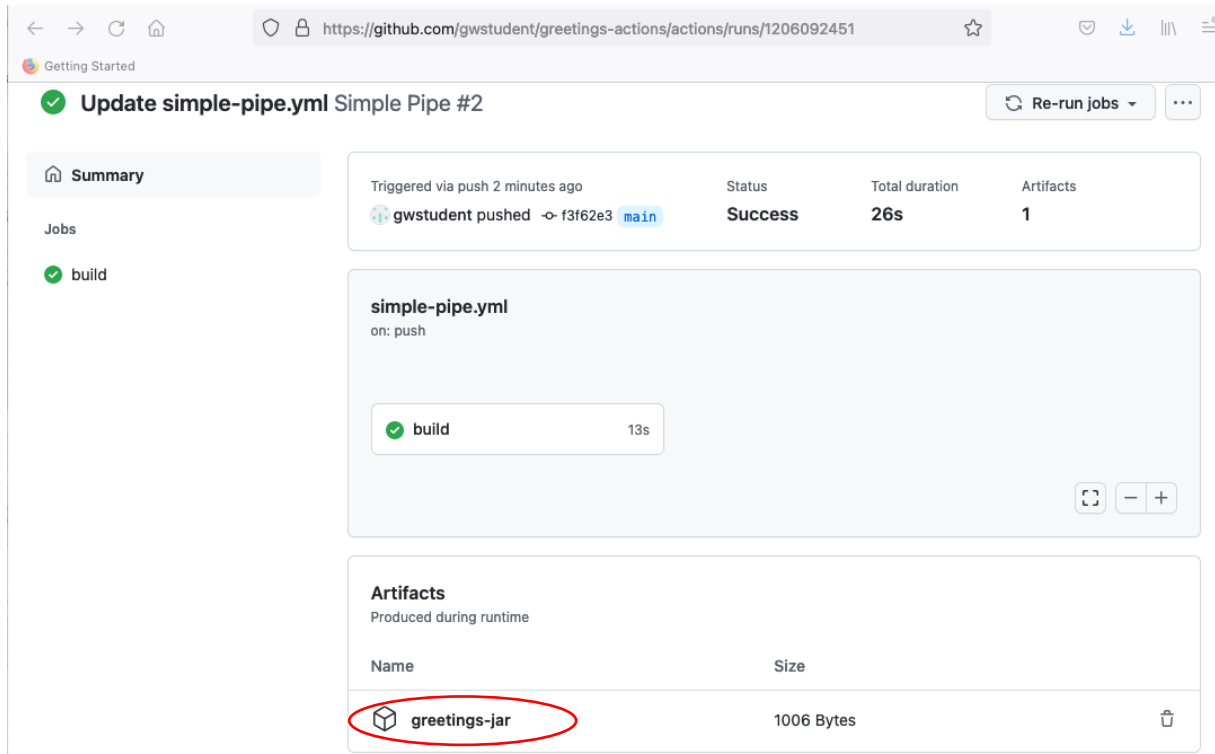 https://github.com/gwstudent/greetings-actions/actions/runs/1206092451
Getting Started
Update simple-pipe.yml Simple Pipe #2
Re-run jobs
Summary
Jobs
build
Triggered via push 2 minutes ago
gwstudent pushed f3f62e3 main
Status
Success
Total duration
26s
Artifacts
1
simple-pipe.yml
on: push
build 13s
Artifacts
Produced during runtime
Name Size
greetings-jar 1006 Bytes